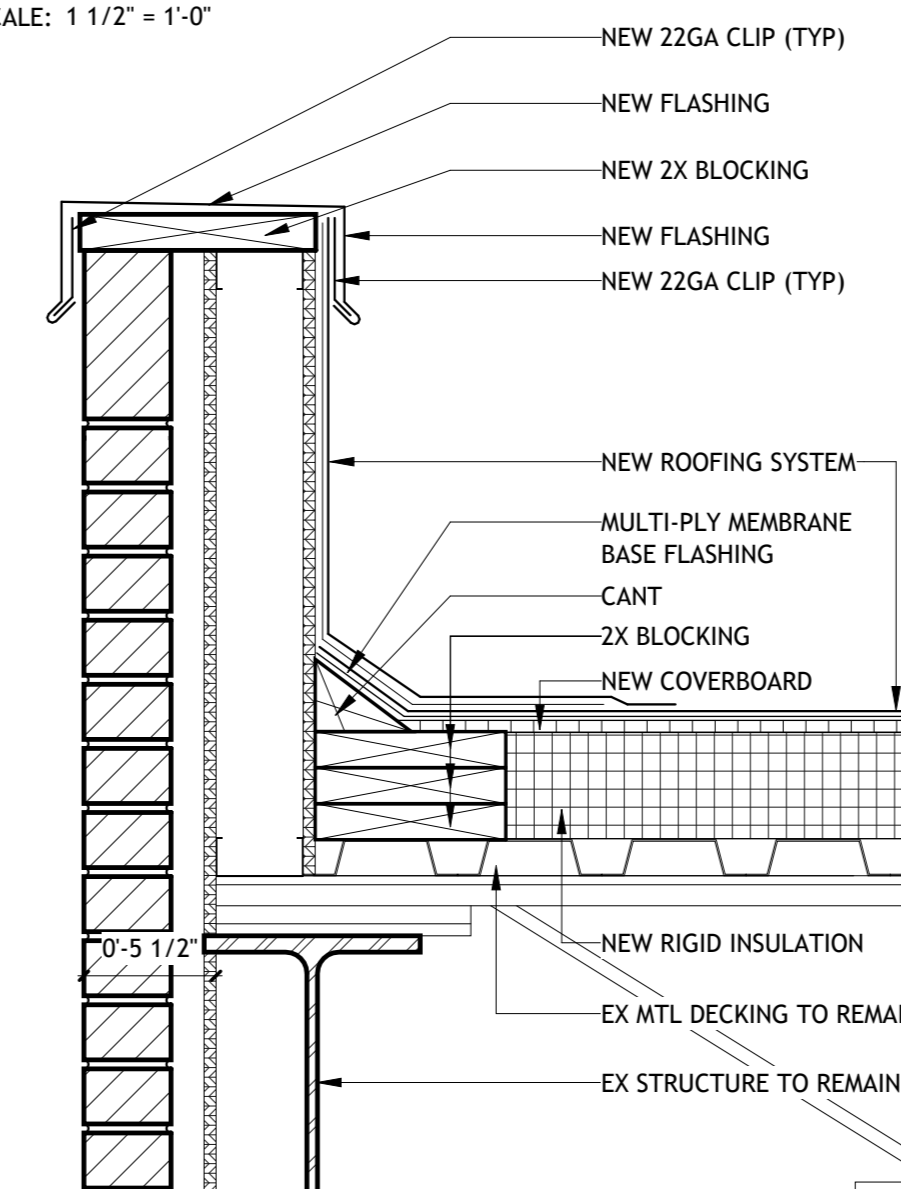 CALE: 1 1/2" = 1'-0"
NEW 22GA CLIP (TYP)
NEW FLASHING
NEW 2X BLOCKING
NEW FLASHING
NEW 22GA CLIP (TYP)
NEW ROOFING SYSTEM
MULTI-PLY MEMBRANE
BASE FLASHING
CANT
2X BLOCKING
NEW COVERBOARD
0'-5 1/2"
NEW RIGID INSULATION
EX MTL DECKING TO REMAI
EX STRUCTURE TO REMAIN